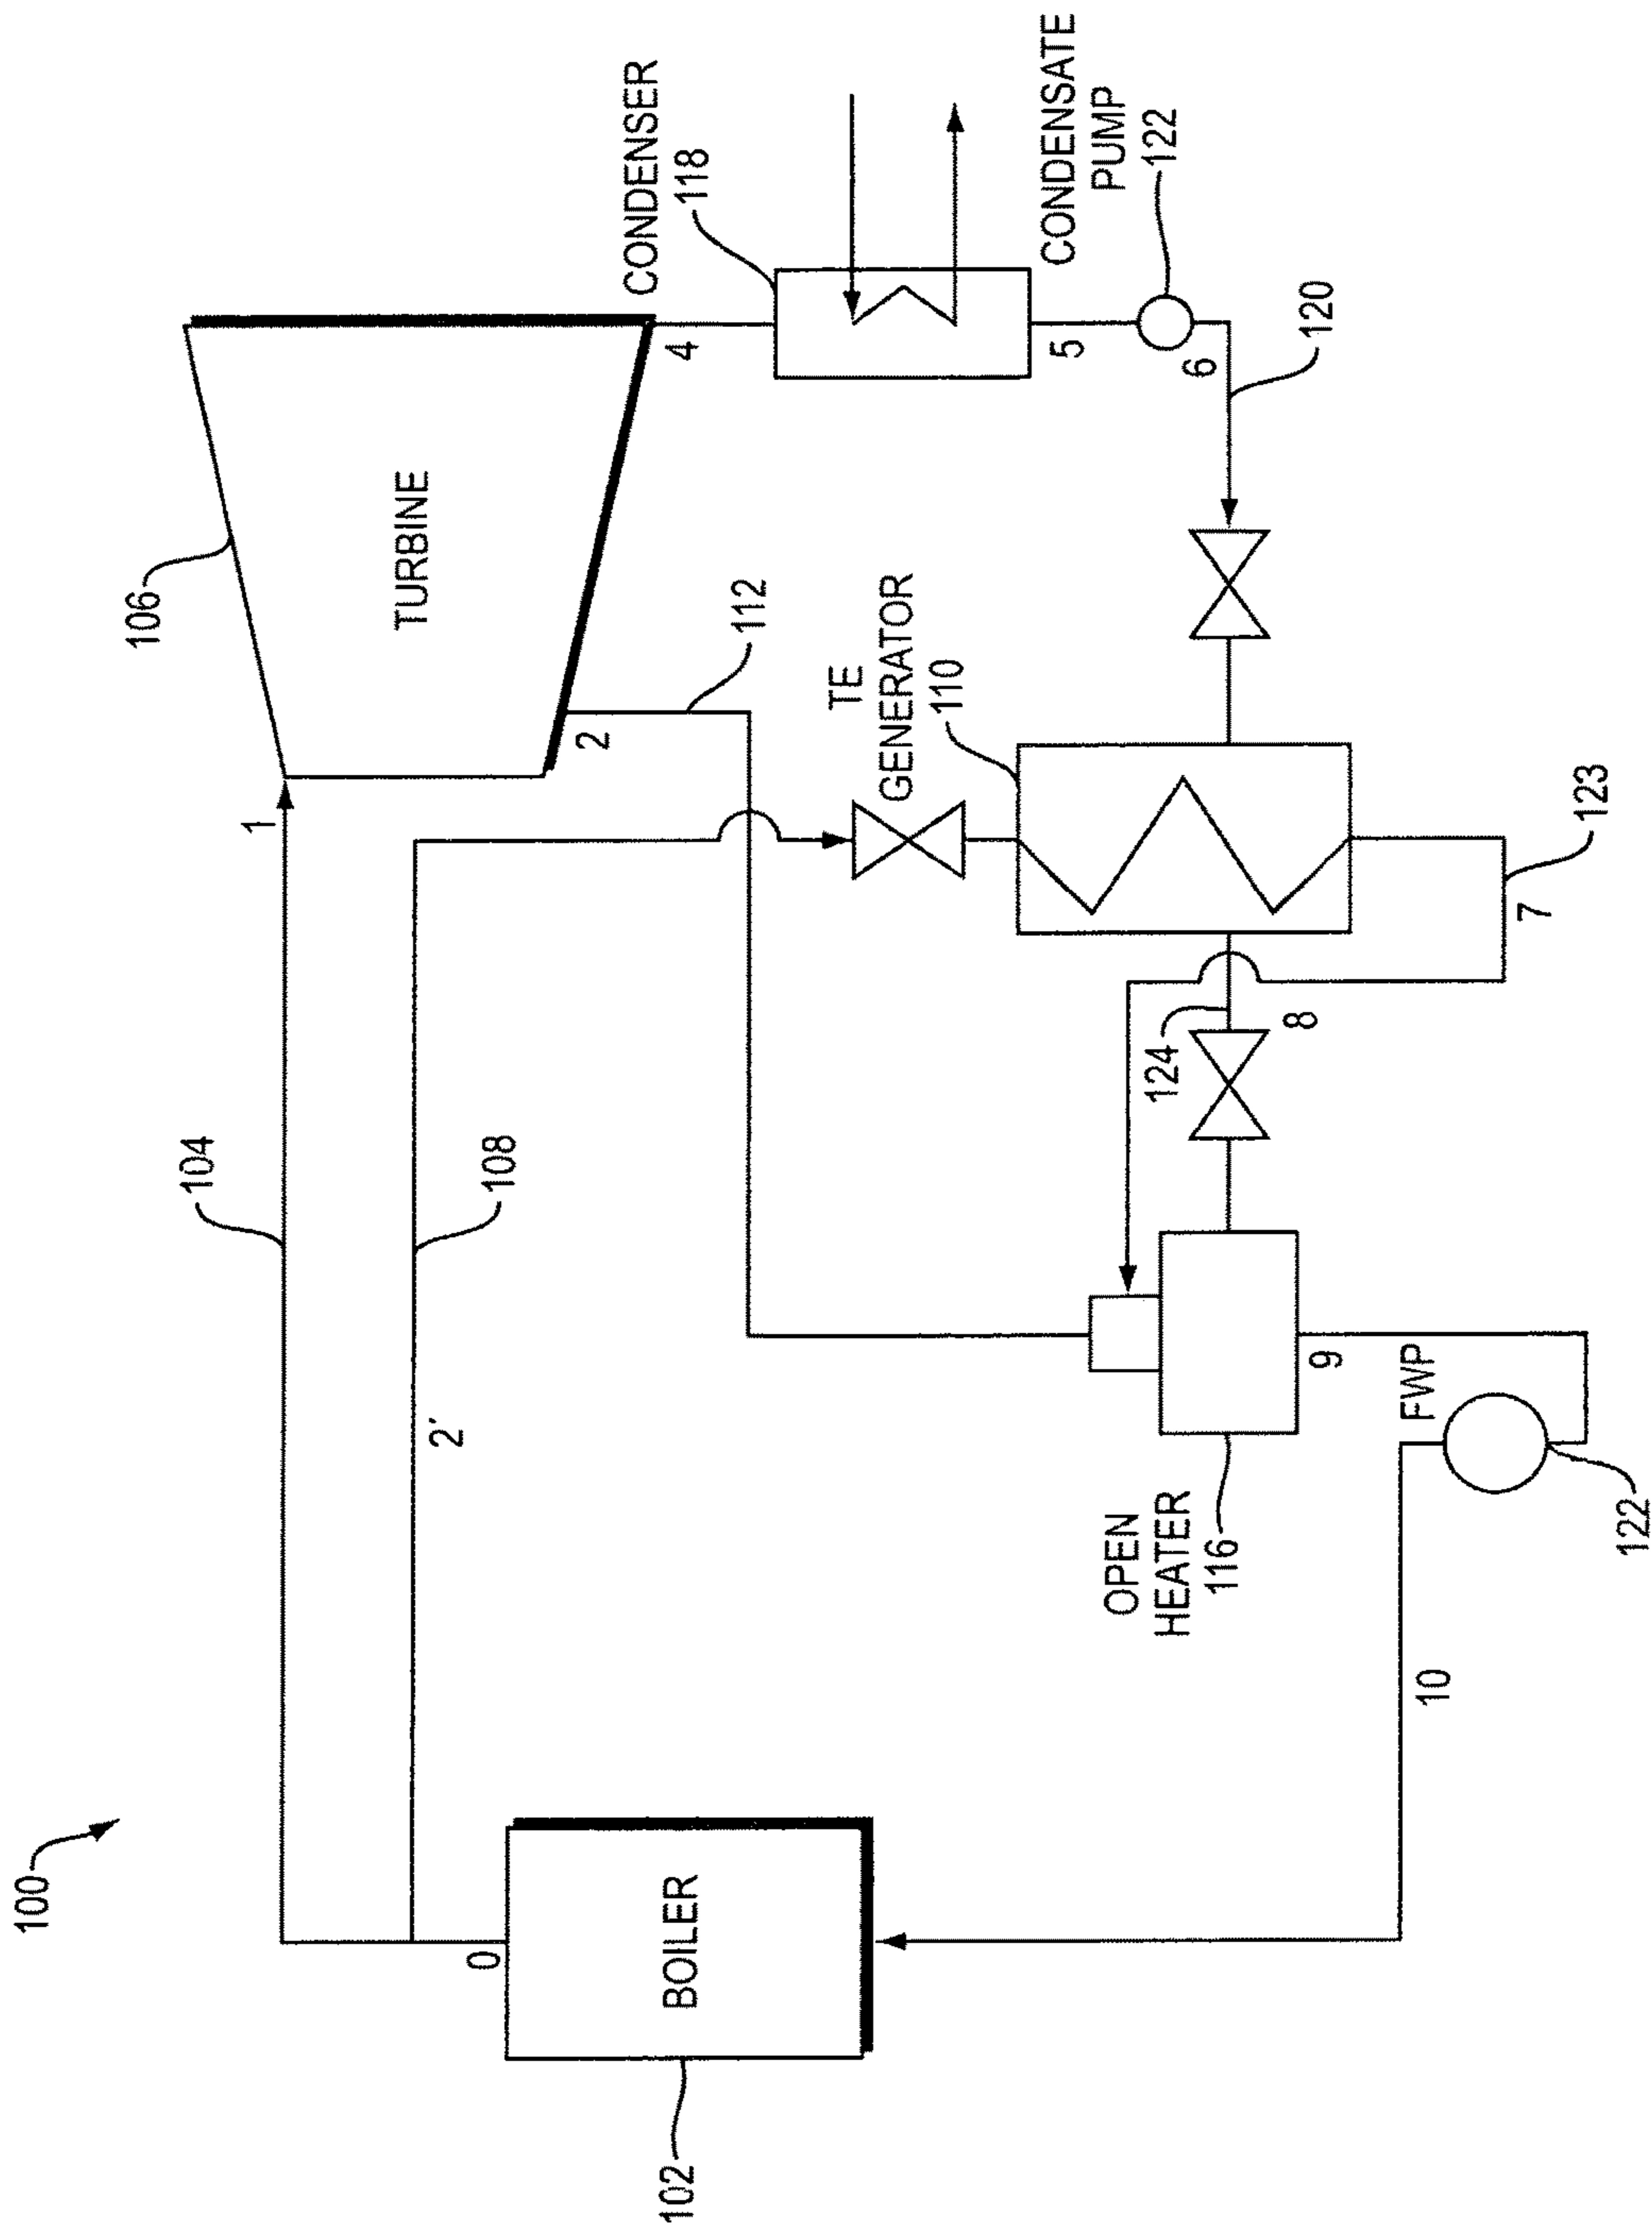 100
104
106
1
TURBINE
108
2'
2
112
CONDENSER
118
4
0
BOILER
102
TE
GENERATOR
110
CONDENSATE
PUMP
122
5
6
120
124
8
7
123
OPEN
HEATER
116
9
FWP
122
10